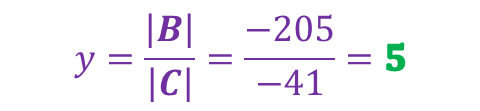 y = |B| / |C| = −205 / −41 = 5